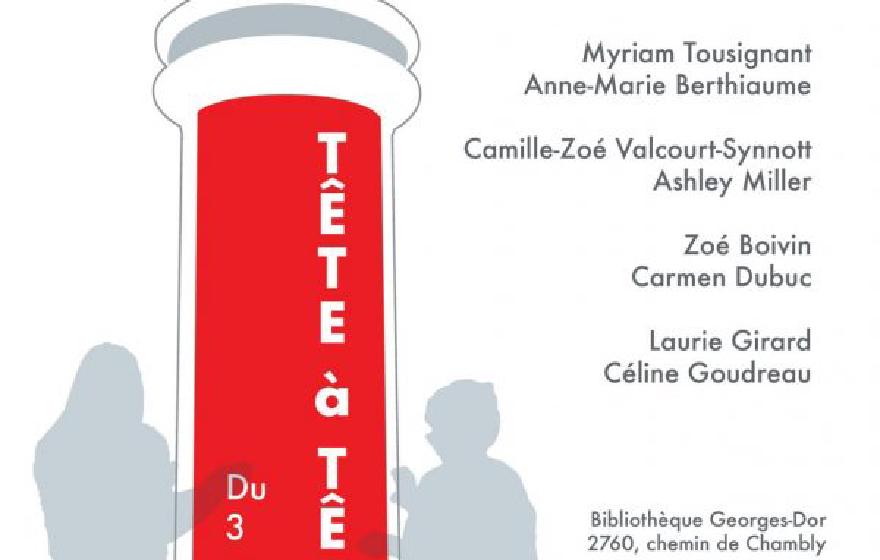 Myriam Tousignant
Anne-Marie Berthiaume
Camille-Zoé Valcourt-Synnott
Ashley Miller
Zoé Boivin
Carmen Dubuc
Laurie Girard
Céline Goudreau
TÊTE à TÊ
Du
3
Bibliothèque Georges-Dor
2760, chemin de Chambly